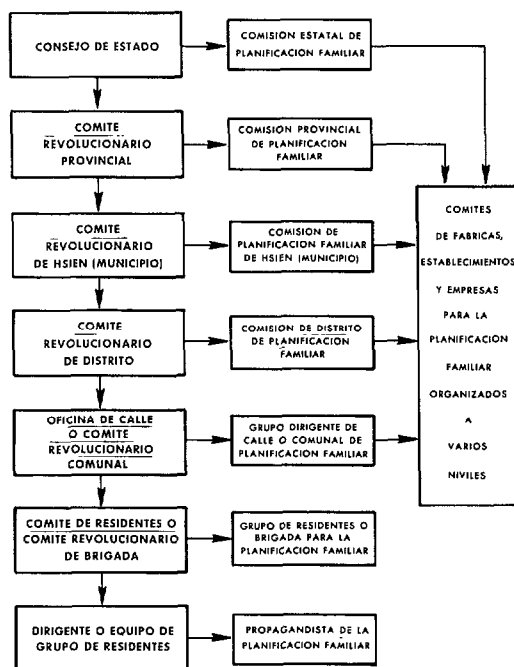 CONSEJO DE ESTADO
COMISION ESTATAL DE
PLANIFICACION FAMILIAR
COMITE
REVOLUCIONARIO
PROVINCIAL
COMISION PROVINCIAL
DE PLANIFICACION
FAMILIAR
COMITE
REVOLUCIONARIO
DE HSIEN (MUNICIPIO)
COMISION DE
PLANIFICACION FAMILIAR
DE HSIEN (MUNICIPIO)
COMITE
REVOLUCIONARIO
DE DISTRITO
COMISION DE DISTRITO
DE PLANIFICACION
FAMILIAR
OFICINA DE CALLE
O COMITE
REVOLUCIONARIO
COMUNAL
GRUPO DIRIGENTE DE
CALLE O COMUNAL DE
PLANIFICACION FAMILIAR
COMITE DE RESIDENTES O
COMITE REVOLUCIONARIO
DE BRIGADA
GRUPO DE RESIDENTES O
BRIGADA PARA LA
PLANIFICACION FAMILIAR
DIRIGENTE O EQUIPO DE
GRUPO DE RESIDENTES
PROPAGANDISTA DE LA
PLANIFICACION FAMILIAR
COMITES
DE FABRICAS,
ESTABLECIMIENTOS
Y EMPRESAS
PARA LA
PLANIFICACION
FAMILIAR
ORGANIZADOS
A
VARIOS
NIVELES